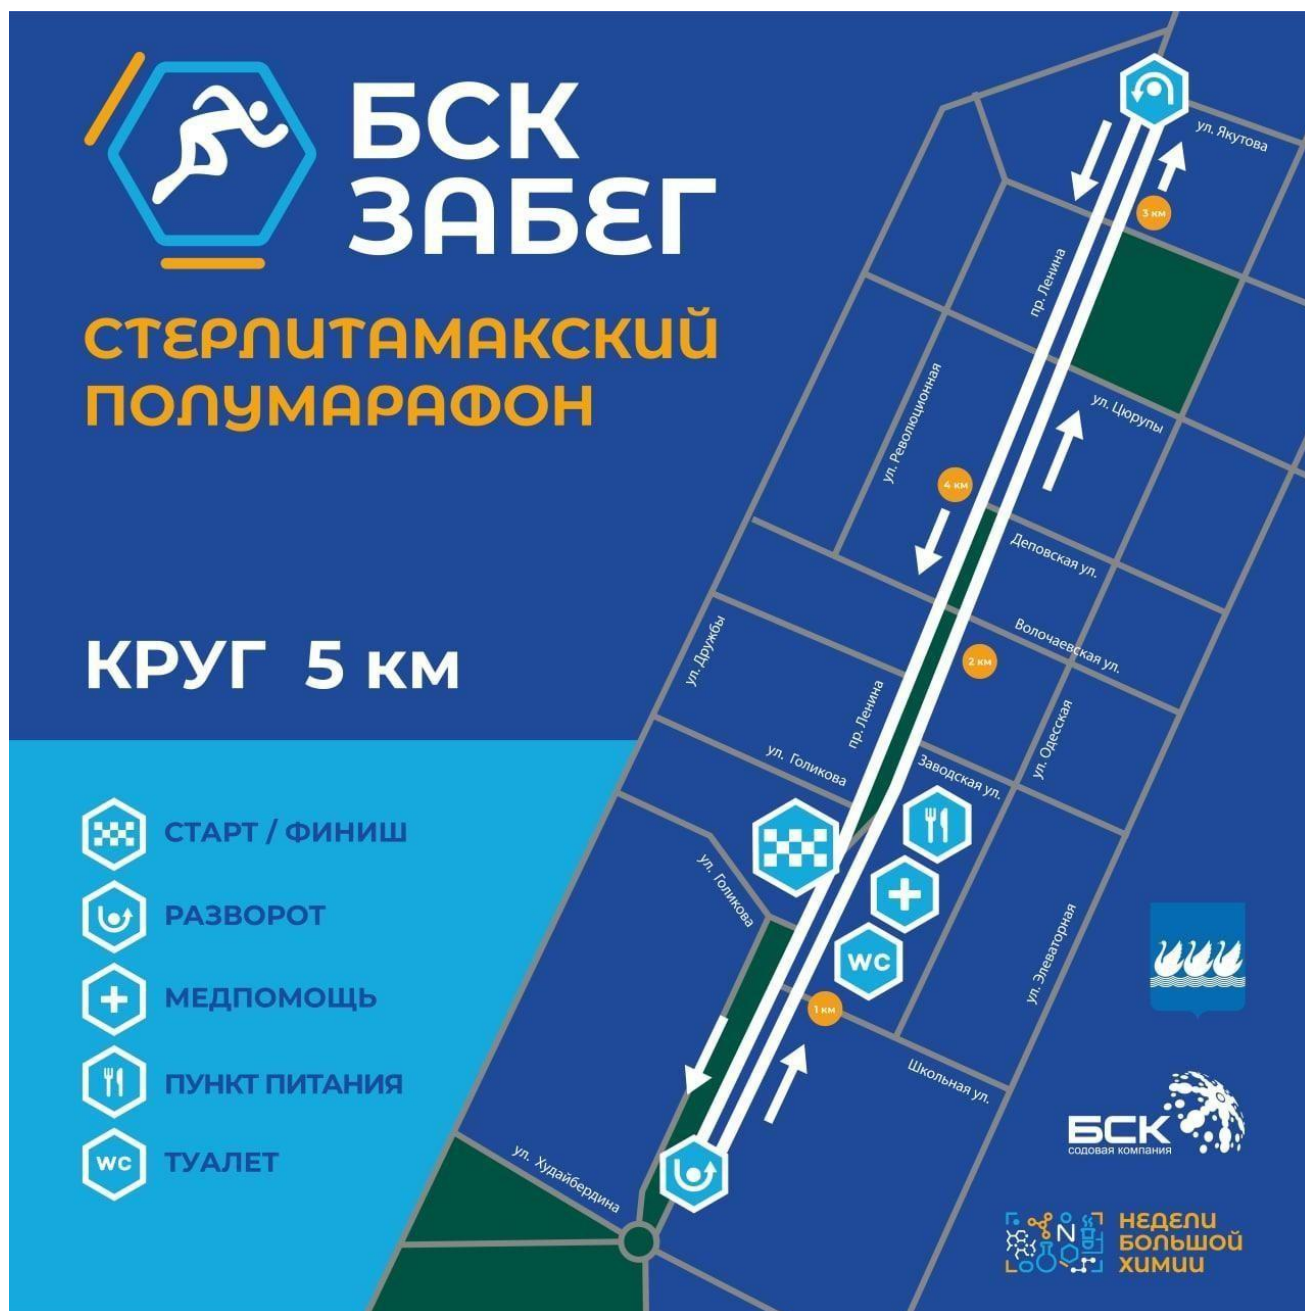 БСК
ЗАБЕГ
СТЕРЛИТАМАКСКИЙ
ПОЛУМАРАФОН
КРУГ 5 км
СТАРТ / ФИНИШ
РАЗВОРОТ
МЕДПОМОЩЬ
ПУНКТ ПИТАНИЯ
WC
ТУАЛЕТ
ул. Якутова
3 км
пр. Ленина
ул. Революционная
ул. Цюрупы
4 км
Деповская ул.
Волочаевская ул.
2 км
ул. Дружбы
пр. Ленина
ул. Одесская
ул. Голикова
Заводская ул.
ул. Голикова
WC
1 км
ул. Элеваторная
Школьная ул.
ул. Худайбердина
БСК
СОДОВАЯ КОМПАНИЯ
N
НЕДЕЛИ
БОЛЬШОЙ
ХИМИИ